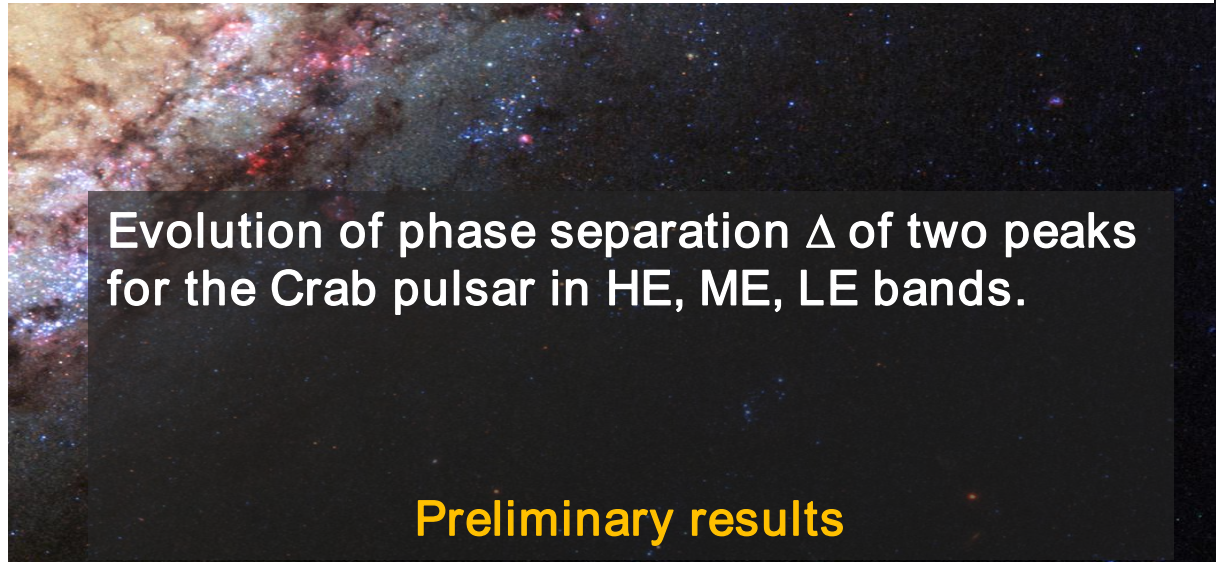 Evolution of phase separation Δ of two peaks
for the Crab pulsar in HE, ME, LE bands.
Preliminary results